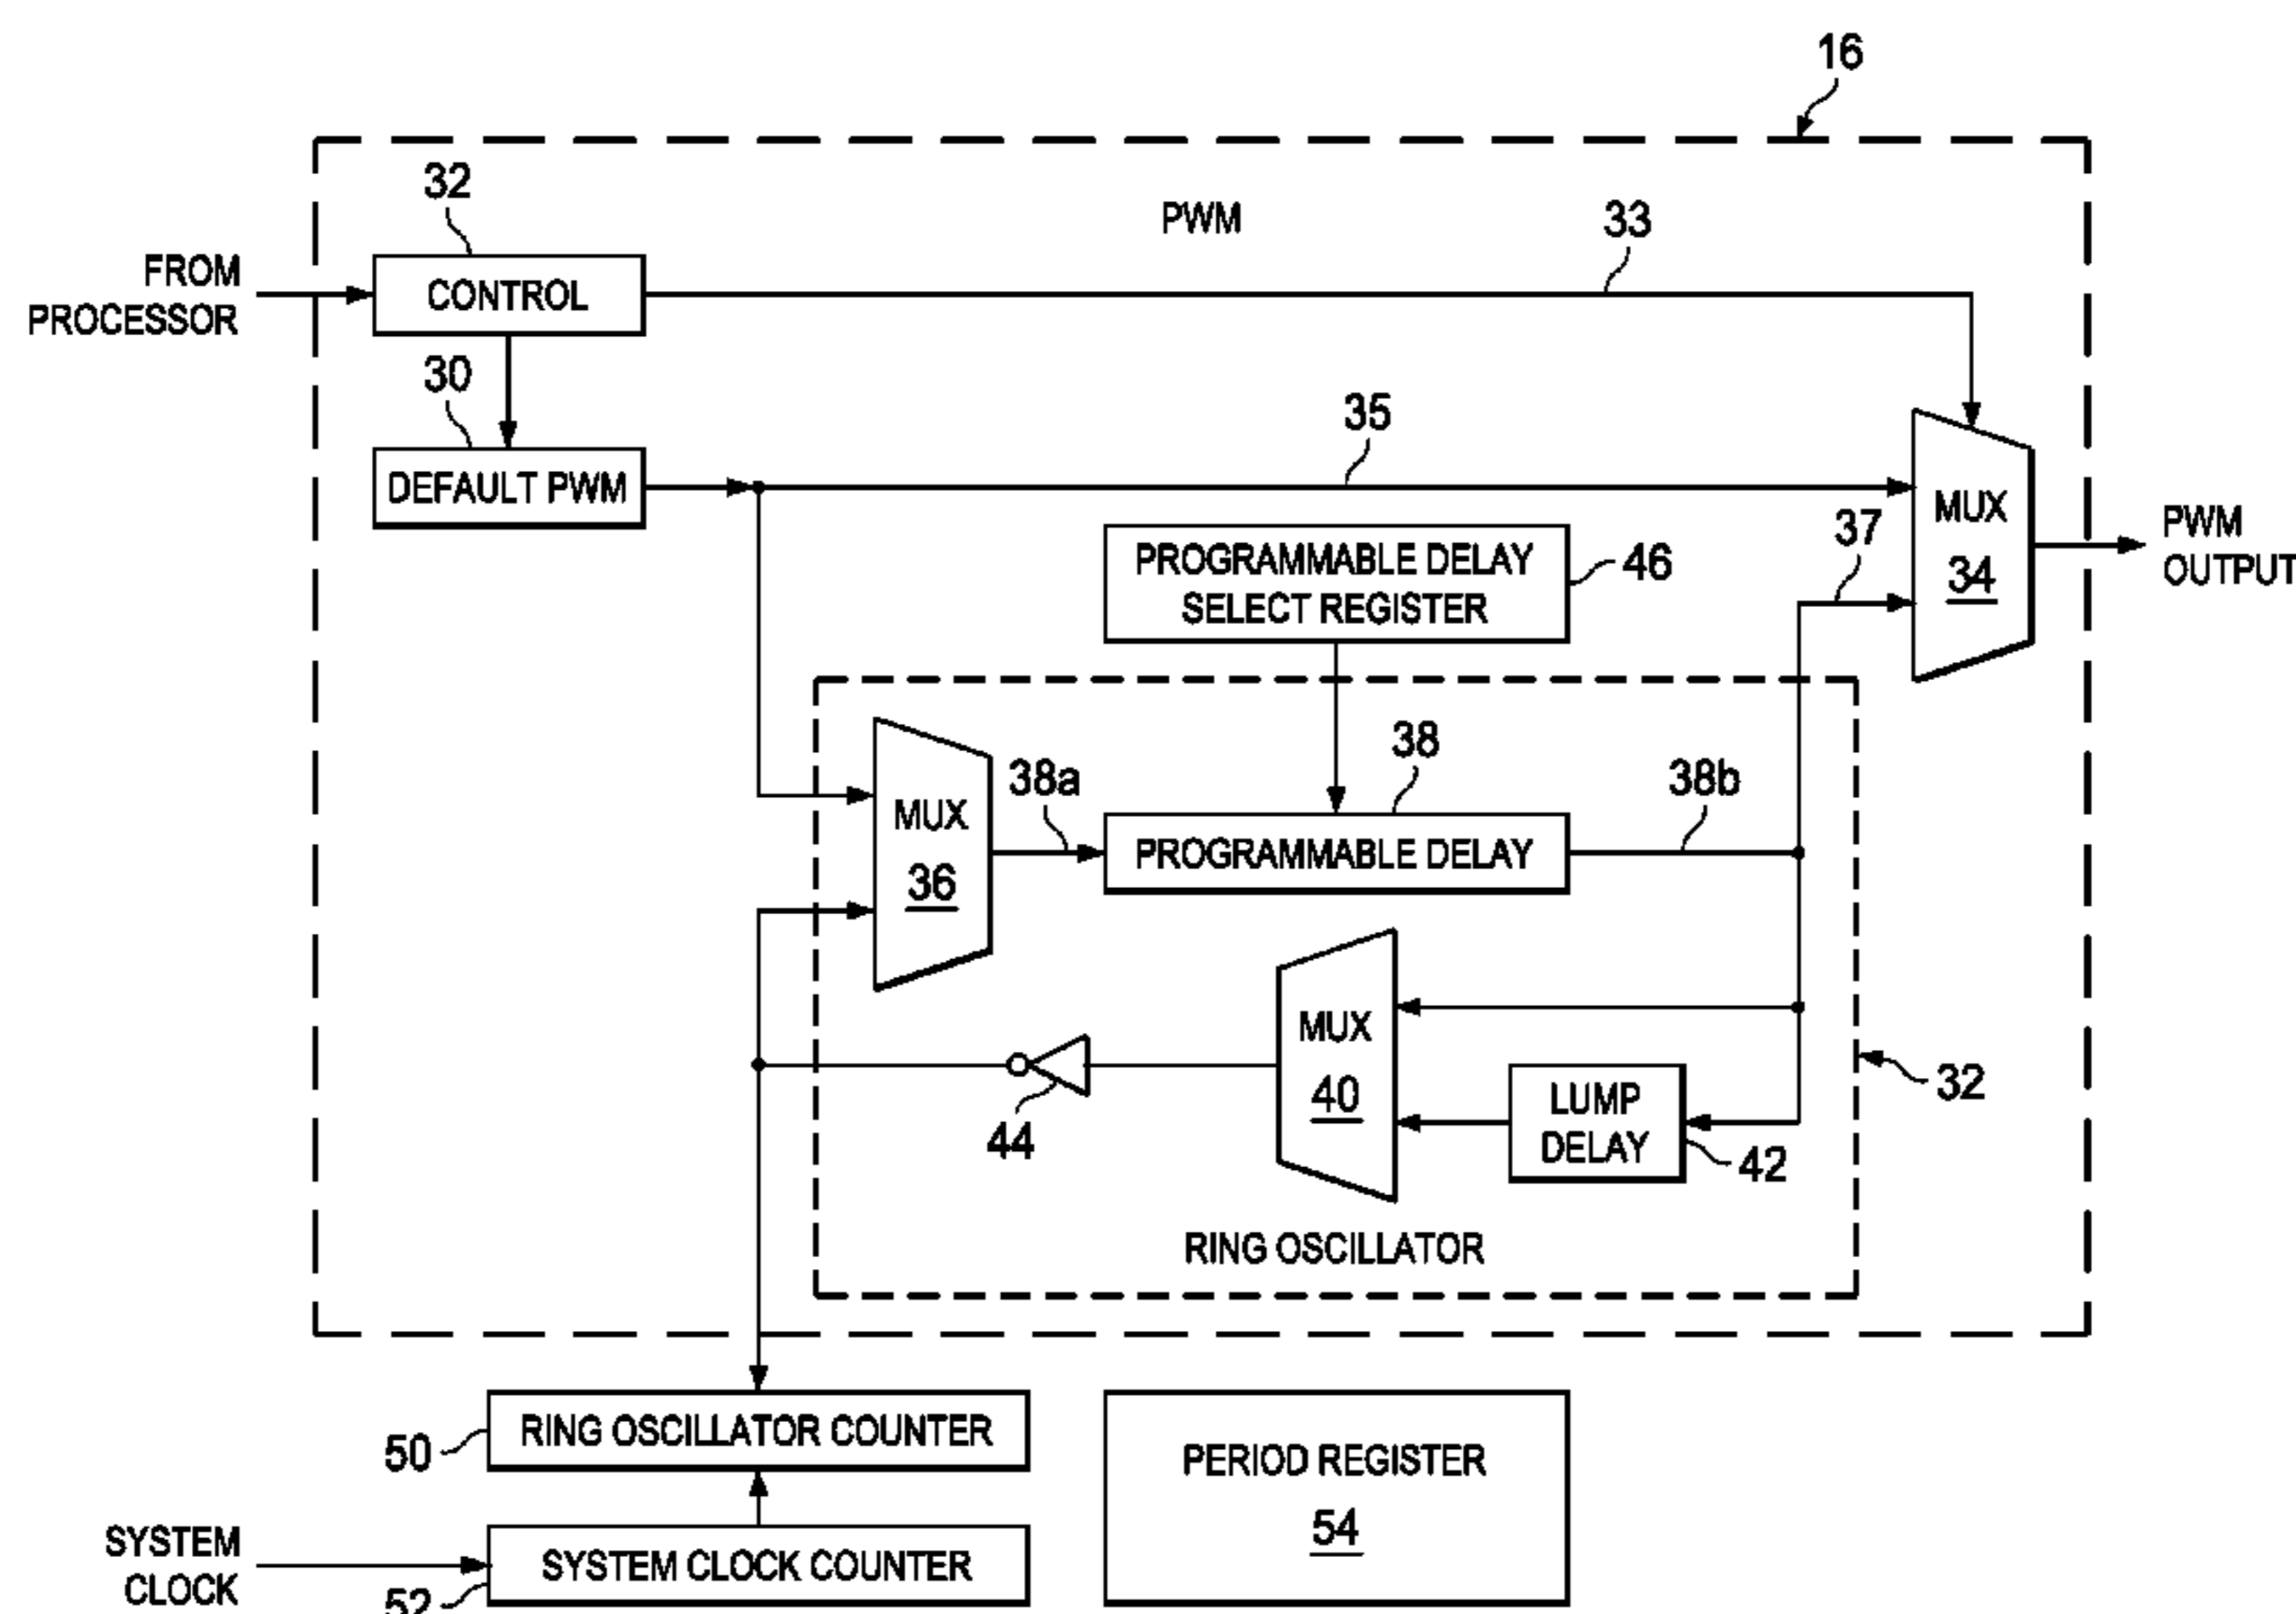 16
32
PWM
33
FROM
PROCESSOR
CONTROL
30
35
DEFAULT PWM
MUX
34
37
PWM
OUTPUT
PROGRAMMABLE DELAY
SELECT REGISTER
46
38
38a
38b
MUX
36
PROGRAMMABLE DELAY
MUX
40
44
LUMP
DELAY
42
32
RING OSCILLATOR
RING OSCILLATOR COUNTER
50
PERIOD REGISTER
54
SYSTEM
CLOCK
SYSTEM CLOCK COUNTER
52